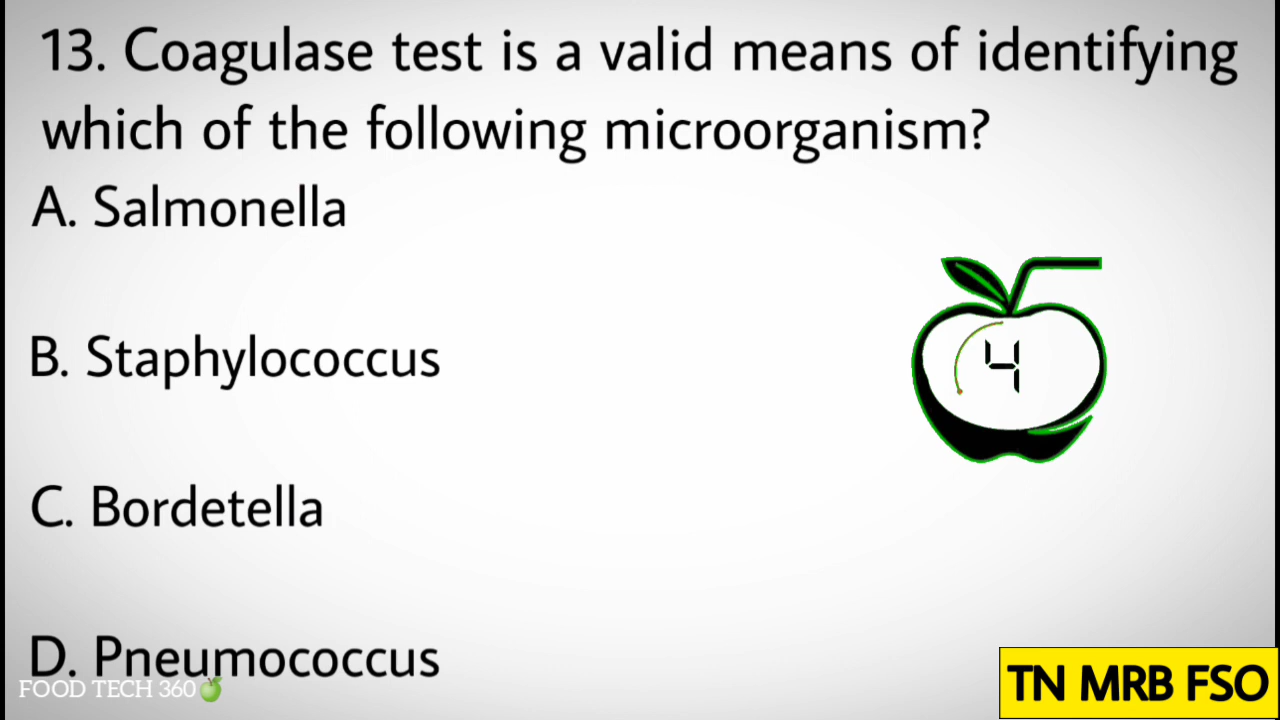 13. Coagulase test is a valid means of identifying
which of the following microorganism?
A. Salmonella
4
B. Staphylococcus
C. Bordetella
D. Pneumococcus
FOOD TECH 360
TN MRB FSO